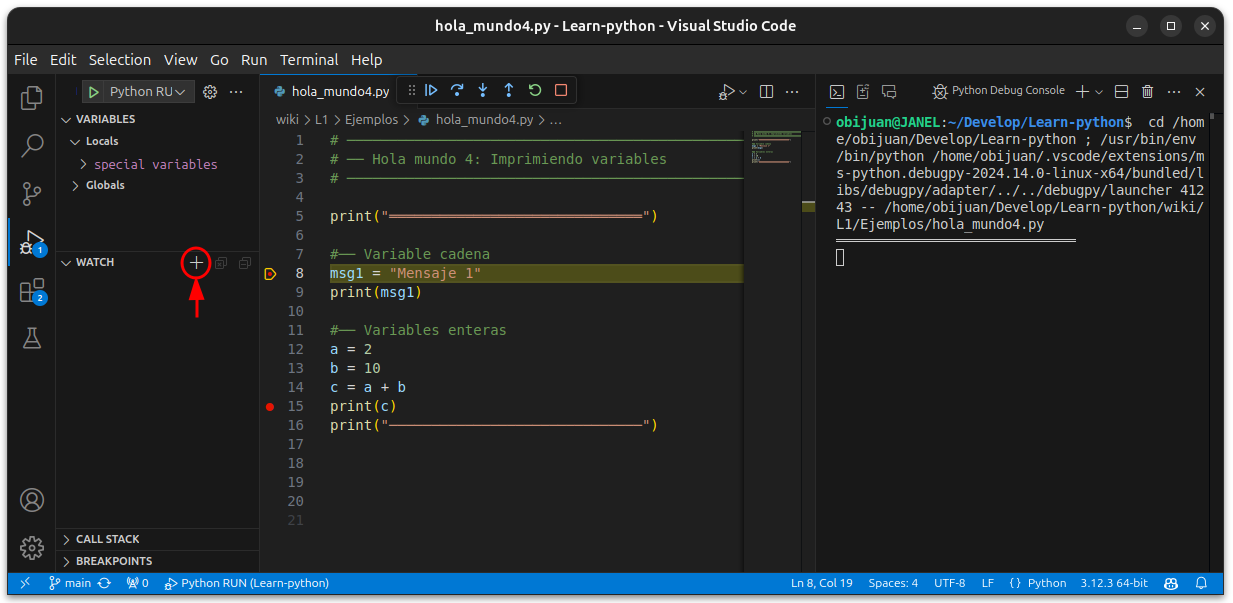 hola_mundo4.py - Learn-python - Visual Studio Code
File Edit Selection View Go Run Terminal Help
Python RU
hola_mundo4.py
Python Debug Console
VARIABLES
Locals
special variables
Globals
WATCH
CALL STACK
BREAKPOINTS
1
2
wiki > L1 > Ejemplos > hola_mundo4.py > ...
1 # ─────────────────────────────────────────────────
2 # ── Hola mundo 4: Imprimiendo variables
3 # ─────────────────────────────────────────────────
4
5 print("══════════════════════════════")
6
7 #── Variable cadena
8 msg1 = "Mensaje 1"
9 print(msg1)
10
11 #── Variables enteras
12 a = 2
13 b = 10
14 c = a + b
15 print(c)
16 print("──────────────────────────────")
17
18
19
20
21
obijuan@JANEL:~/Develop/Learn-python$ cd /hom
e/obijuan/Develop/Learn-python ; /usr/bin/env
/bin/python /home/obijuan/.vscode/extensions/m
s-python.debugpy-2024.14.0-linux-x64/bundled/l
ibs/debugpy/adapter/../../debugpy/launcher 412
43 -- /home/obijuan/Develop/Learn-python/wiki/
L1/Ejemplos/hola_mundo4.py
══════════════════════════════
main 0 Python RUN (Learn-python) Ln 8, Col 19 Spaces: 4 UTF-8 LF {} Python 3.12.3 64-bit